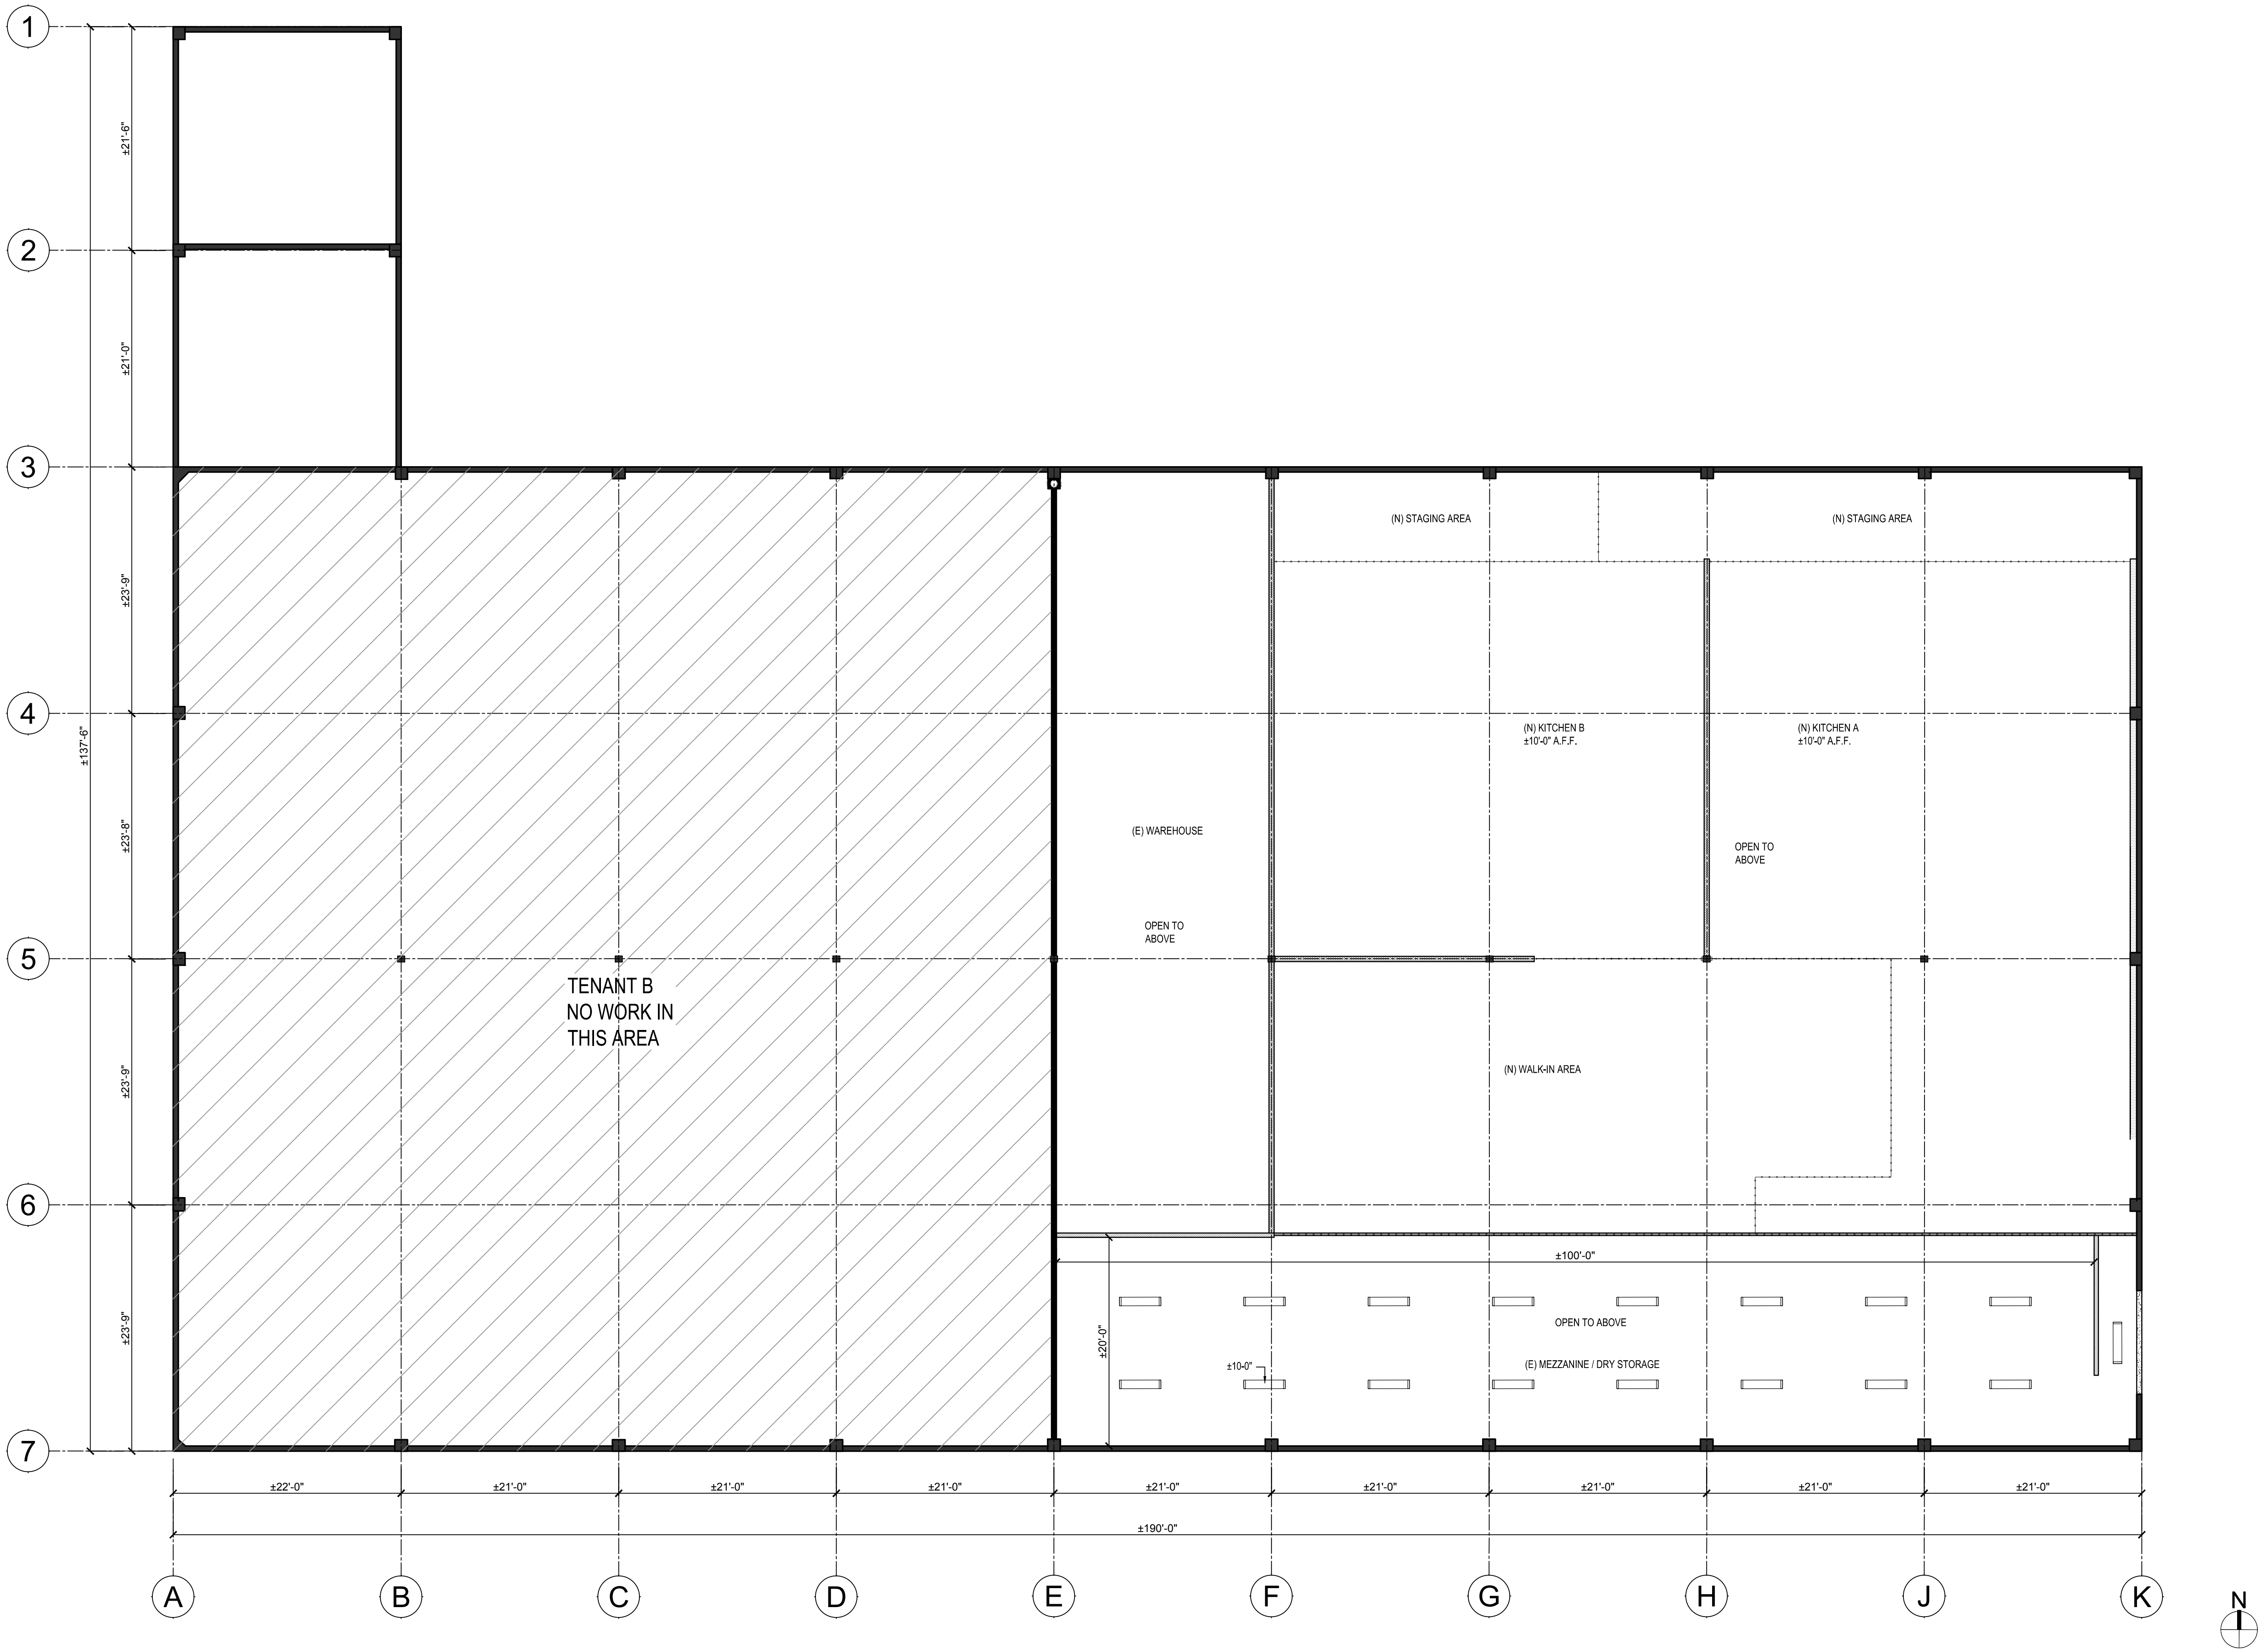 1
±21'-6"
2
±21'-0"
3
(N) STAGING AREA
(N) STAGING AREA
±23'-9"
4
±137'-6"
(N) KITCHEN B
±10'-0" A.F.F.
(N) KITCHEN A
±10'-0" A.F.F.
±23'-8"
(E) WAREHOUSE
OPEN TO
ABOVE
OPEN TO
ABOVE
5
TENANT B
NO WORK IN
THIS AREA
±23'-9"
(N) WALK-IN AREA
6
±100'-0"
±23'-9"
±20'-0"
OPEN TO ABOVE
±10-0"
(E) MEZZANINE / DRY STORAGE
7
±22'-0"
±21'-0"
±21'-0"
±21'-0"
±21'-0"
±21'-0"
±21'-0"
±21'-0"
±21'-0"
±190'-0"
A
B
C
D
E
F
G
H
J
K
N